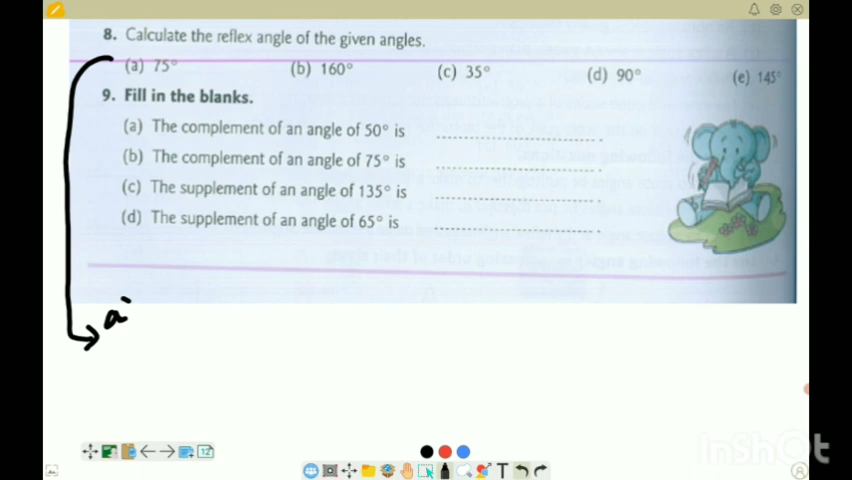 8. Calculate the reflex angle of the given angles.
(a) 75° (b) 160° (c) 35° (d) 90° (e) 145°
9. Fill in the blanks.
(a) The complement of an angle of 50° is
(b) The complement of an angle of 75° is
(c) The supplement of an angle of 135° is
(d) The supplement of an angle of 65° is
a
12
T
InShOt